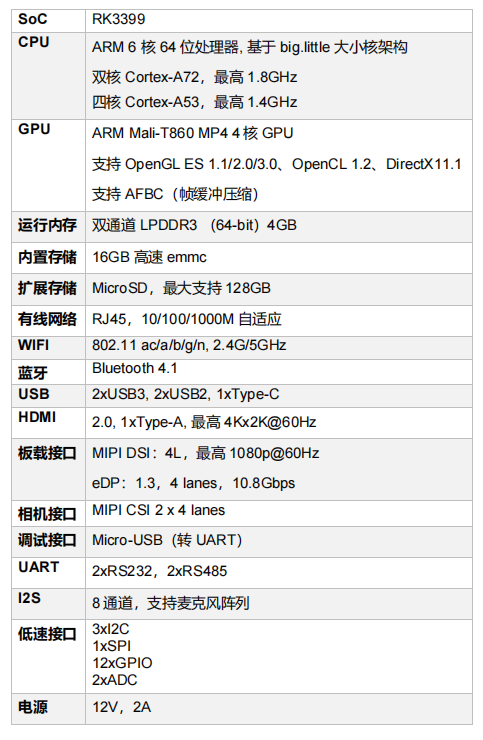 SoC RK3399
CPU ARM 6 核 64 位处理器, 基于 big.little 大小核架构
双核 Cortex-A72，最高 1.8GHz
四核 Cortex-A53，最高 1.4GHz
GPU ARM Mali-T860 MP4 4 核 GPU
支持 OpenGL ES 1.1/2.0/3.0、OpenCL 1.2、DirectX11.1
支持 AFBC（帧缓冲压缩）
运行内存 双通道 LPDDR3 （64-bit）4GB
内置存储 16GB 高速 emmc
扩展存储 MicroSD，最大支持 128GB
有线网络 RJ45，10/100/1000M 自适应
WIFI 802.11 ac/a/b/g/n, 2.4G/5GHz
蓝牙 Bluetooth 4.1
USB 2xUSB3, 2xUSB2, 1xType-C
HDMI 2.0, 1xType-A, 最高 4Kx2K@60Hz
板载接口 MIPI DSI：4L，最高 1080p@60Hz
eDP：1.3，4 lanes，10.8Gbps
相机接口 MIPI CSI 2 x 4 lanes
调试接口 Micro-USB（转 UART）
UART 2xRS232，2xRS485
I2S 8 通道，支持麦克风阵列
低速接口 3xI2C
1xSPI
12xGPIO
2xADC
电源 12V，2A